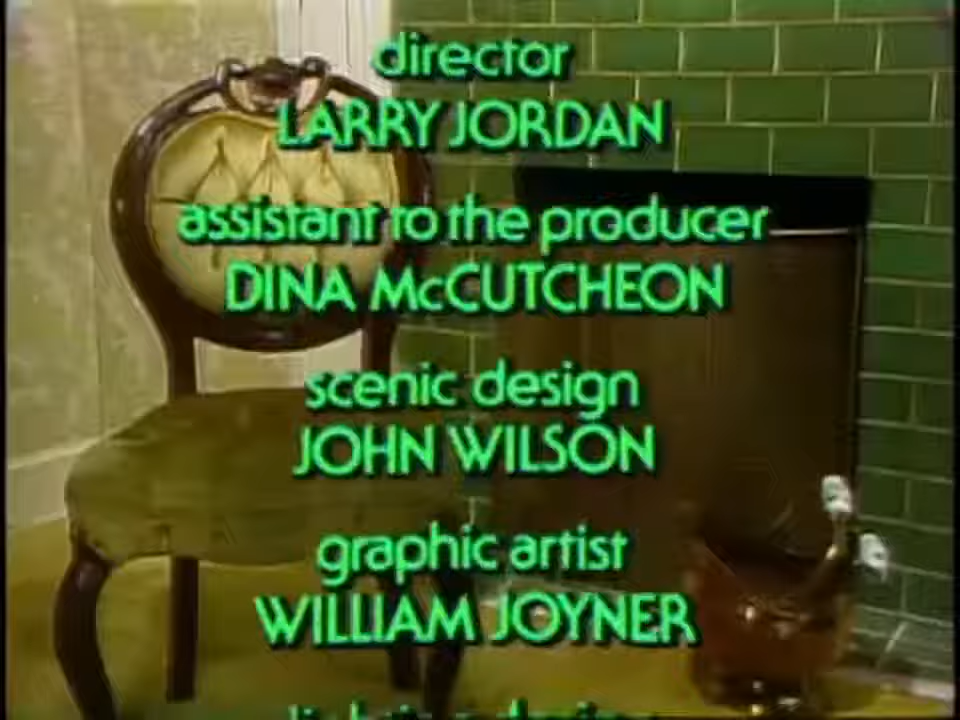 director
LARRY JORDAN
assistant to the producer
DINA McCUTCHEON
scenic design
JOHN WILSON
graphic artist
WILLIAM JOYNER